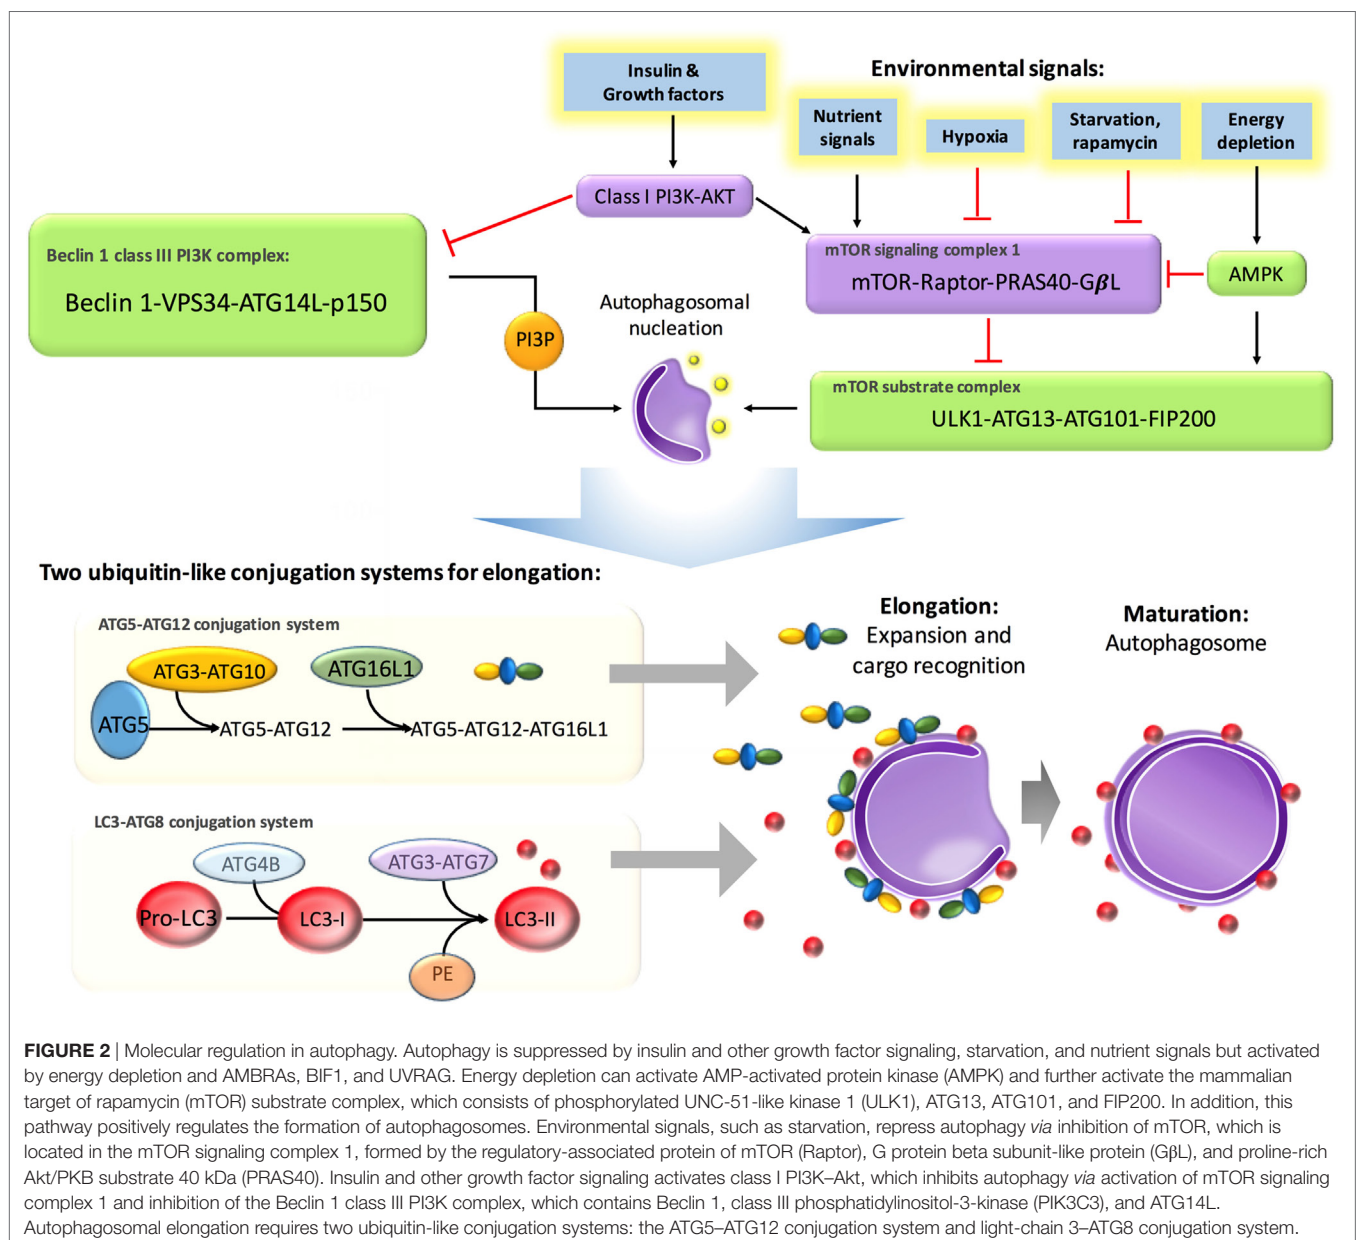 Insulin &
Growth factors
Environmental signals:
Nutrient
signals
Hypoxia
Starvation,
rapamycin
Energy
depletion
Class I PI3K-AKT
Beclin 1 class III PI3K complex:
Beclin 1-VPS34-ATG14L-p150
mTOR signaling complex 1
mTOR-Raptor-PRAS40-GβL
AMPK
PI3P
Autophagosomal
nucleation
mTOR substrate complex
ULK1-ATG13-ATG101-FIP200
Two ubiquitin-like conjugation systems for elongation:
ATG5-ATG12 conjugation system
ATG3-ATG10
ATG16L1
ATG5
ATG5-ATG12
ATG5-ATG12-ATG16L1
LC3-ATG8 conjugation system
ATG4B
ATG3-ATG7
Pro-LC3
LC3-I
LC3-II
PE
Elongation:
Expansion and
cargo recognition
Maturation:
Autophagosome
FIGURE 2 | Molecular regulation in autophagy. Autophagy is suppressed by insulin and other growth factor signaling, starvation, and nutrient signals but activated
by energy depletion and AMBRAs, BIF1, and UVRAG. Energy depletion can activate AMP-activated protein kinase (AMPK) and further activate the mammalian
target of rapamycin (mTOR) substrate complex, which consists of phosphorylated UNC-51-like kinase 1 (ULK1), ATG13, ATG101, and FIP200. In addition, this
pathway positively regulates the formation of autophagosomes. Environmental signals, such as starvation, repress autophagy via inhibition of mTOR, which is
located in the mTOR signaling complex 1, formed by the regulatory-associated protein of mTOR (Raptor), G protein beta subunit-like protein (GβL), and proline-rich
Akt/PKB substrate 40 kDa (PRAS40). Insulin and other growth factor signaling activates class I PI3K–Akt, which inhibits autophagy via activation of mTOR signaling
complex 1 and inhibition of the Beclin 1 class III PI3K complex, which contains Beclin 1, class III phosphatidylinositol-3-kinase (PIK3C3), and ATG14L.
Autophagosomal elongation requires two ubiquitin-like conjugation systems: the ATG5–ATG12 conjugation system and light-chain 3–ATG8 conjugation system.